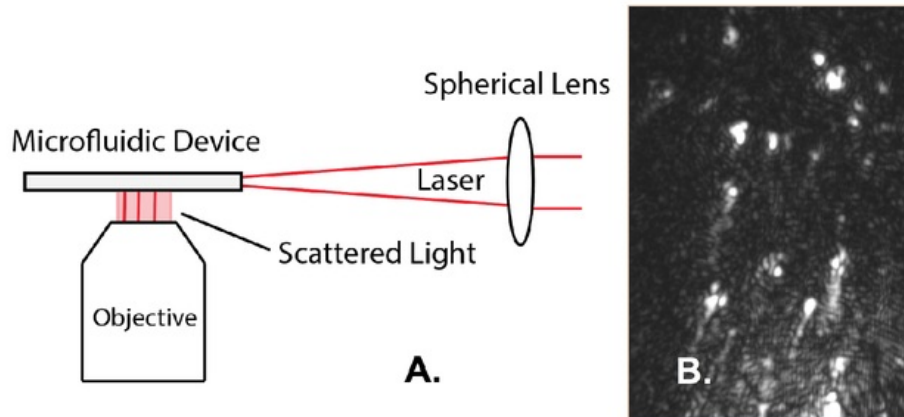 Spherical Lens
Microfluidic Device
Laser
Scattered Light
Objective
A.
B.